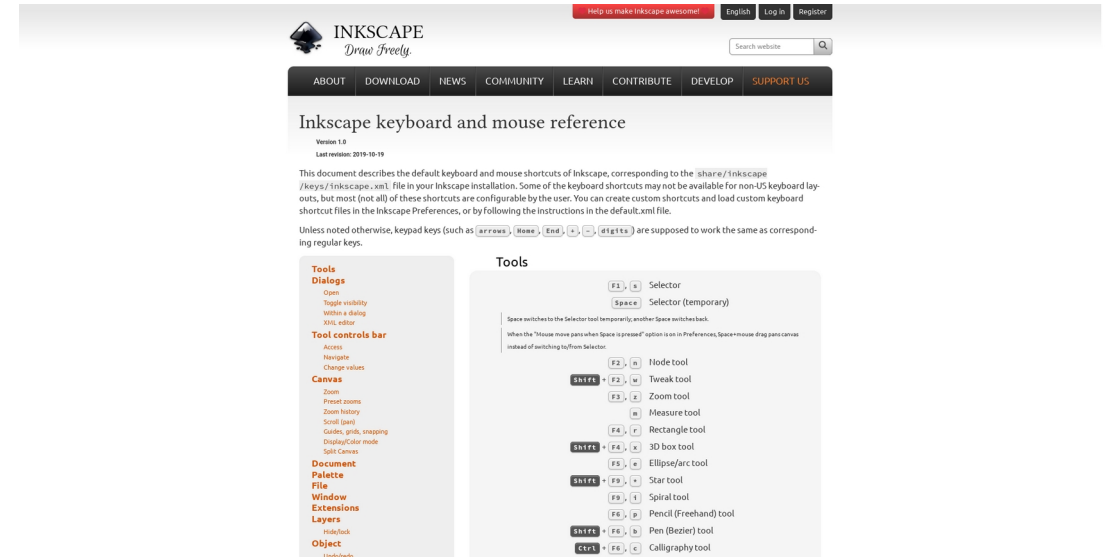 Help us make Inkscape awesome!
English
Log in
Register
INKSCAPE
Draw Freely.
Search website
ABOUT
DOWNLOAD
NEWS
COMMUNITY
LEARN
CONTRIBUTE
DEVELOP
SUPPORT US
Inkscape keyboard and mouse reference
Version 1.0
Last revision: 2019-10-19
This document describes the default keyboard and mouse shortcuts of Inkscape, corresponding to the share/inkscape
/keys/inkscape.xml file in your Inkscape installation. Some of the keyboard shortcuts may not be available for non-US keyboard lay-
outs, but most (not all) of these shortcuts are configurable by the user. You can create custom shortcuts and load custom keyboard
shortcut files in the Inkscape Preferences, or by following the instructions in the default.xml file.
Unless noted otherwise, keypad keys (such as arrows, Home, End, +, -, digits) are supposed to work the same as correspond-
ing regular keys.
Tools
Dialogs
Open
Toggle visibility
Within a dialog
XML editor
Tool controls bar
Access
Navigate
Change values
Canvas
Zoom
Preset zooms
Zoom history
Scroll (pan)
Guides, grids, snapping
Display/Color mode
Split Canvas
Document
Palette
File
Window
Extensions
Layers
Hide/lock
Object
Undo/redo
Tools
F1, s Selector
Space Selector (temporary)
Space switches to the Selector tool temporarily; another Space switches back.
When the "Mouse move pans when Space is pressed" option is on in Preferences, Space+mouse drag pans canvas
instead of switching to/from Selector.
F2, n Node tool
Shift + F2, w Tweak tool
F3, z Zoom tool
M Measure tool
F4, r Rectangle tool
Shift + F4, x 3D box tool
F5, e Ellipse/arc tool
Shift + F9, * Star tool
F9, i Spiral tool
F6, p Pencil (Freehand) tool
Shift + F6, b Pen (Bezier) tool
Ctrl + F6, c Calligraphy tool